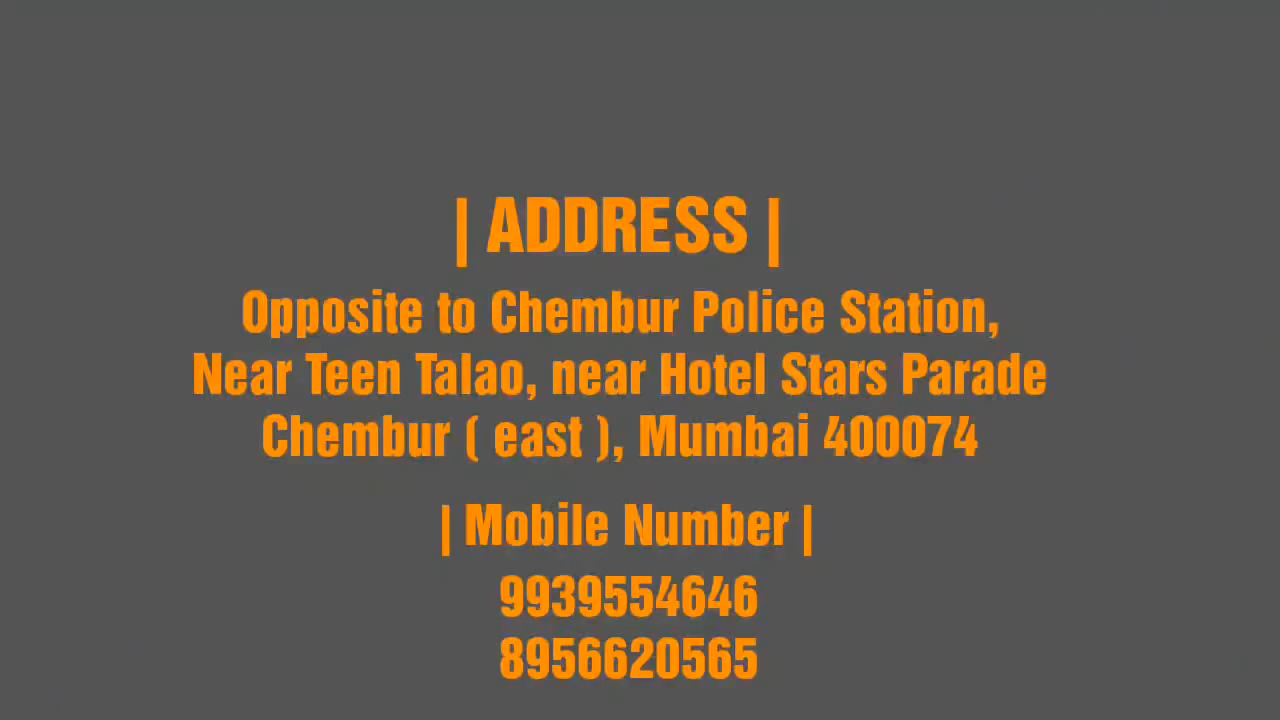 | ADDRESS |
Opposite to Chembur Police Station,
Near Teen Talao, near Hotel Stars Parade
Chembur ( east ), Mumbai 400074
| Mobile Number |
9939554646
8956620565